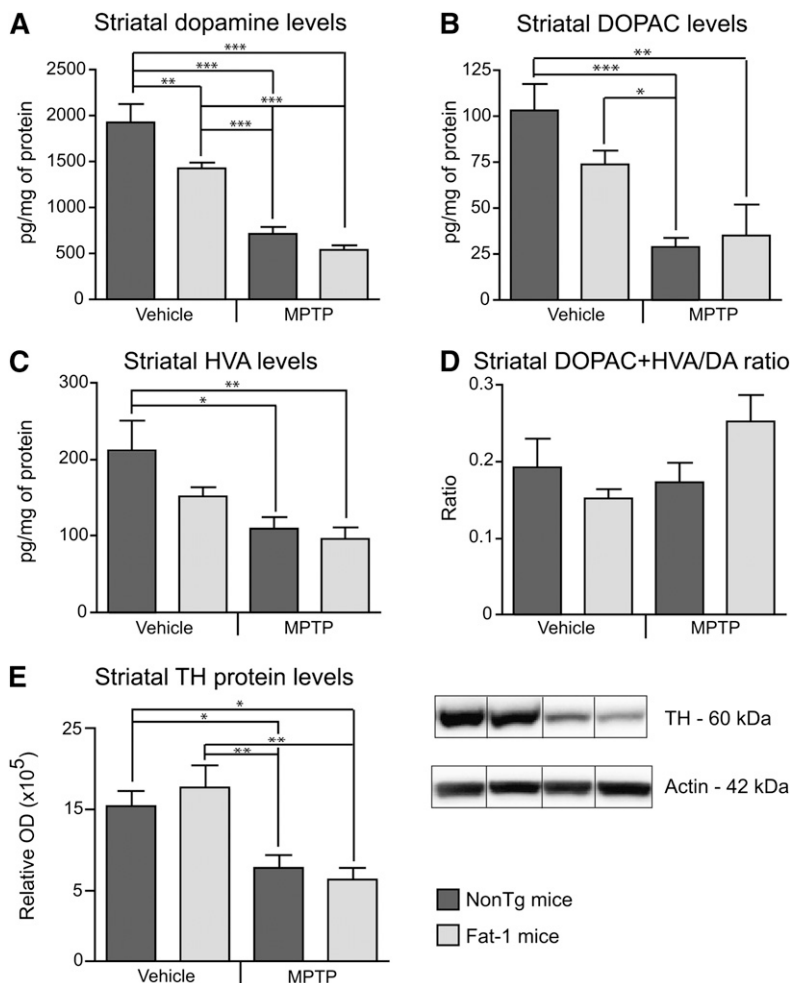 A Striatal dopamine levels
***
***
**
***
***
pg/mg of protein
2500
2000
1500
1000
500
0
Vehicle MPTP
B Striatal DOPAC levels
**
***
*
pg/mg of protein
125
100
75
50
25
0
Vehicle MPTP
C Striatal HVA levels
**
*
pg/mg of protein
300
200
100
0
Vehicle MPTP
D Striatal DOPAC+HVA/DA ratio
Ratio
0.3
0.2
0.1
0
Vehicle MPTP
E Striatal TH protein levels
*
*
**
**
Relative OD (x10⁵)
25
15
5
0
Vehicle MPTP
TH - 60 kDa
Actin - 42 kDa
NonTg mice
Fat-1 mice